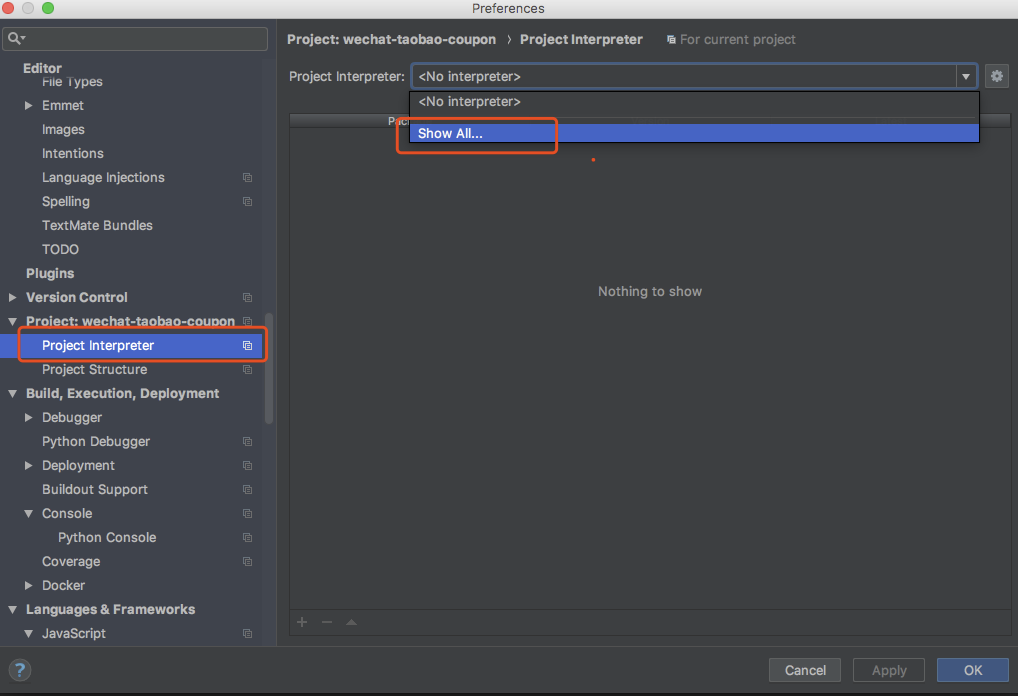 Preferences
Project: wechat-taobao-coupon › Project Interpreter For current project
Project Interpreter: <No interpreter>
<No interpreter>
Show All...
Nothing to show
Editor
File Types
Emmet
Images
Intentions
Language Injections
Spelling
TextMate Bundles
TODO
Plugins
Version Control
Project: wechat-taobao-coupon
Project Interpreter
Project Structure
Build, Execution, Deployment
Debugger
Python Debugger
Deployment
Buildout Support
Console
Python Console
Coverage
Docker
Languages & Frameworks
JavaScript
?
Cancel
Apply
OK